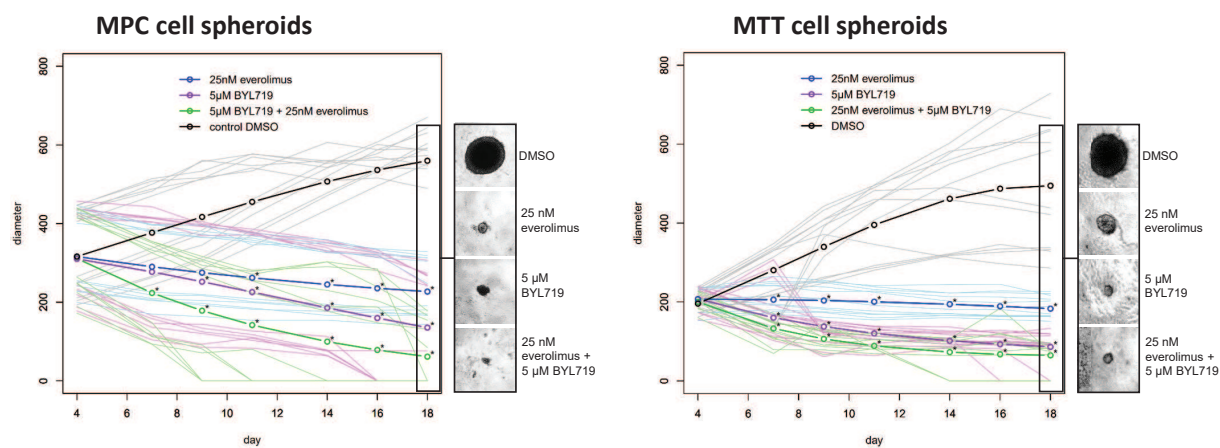 MPC cell spheroids
800
600
400
200
0
diameter
4 6 8 10 12 14 16 18
day
25nM everolimus
5µM BYL719
5µM BYL719 + 25nM everolimus
control DMSO
* * * * * * * * * * * * * * * *
DMSO
25 nM
everolimus
5 µM
BYL719
25 nM
everolimus +
5 µM BYL719
MTT cell spheroids
800
600
400
200
0
diameter
4 6 8 10 12 14 16 18
day
25nM everolimus
5µM BYL719
25nM everolimus + 5µM BYL719
DMSO
* * * * * * * * * * * * * * * * * *
DMSO
25 nM
everolimus
5 µM
BYL719
25 nM
everolimus +
5 µM BYL719